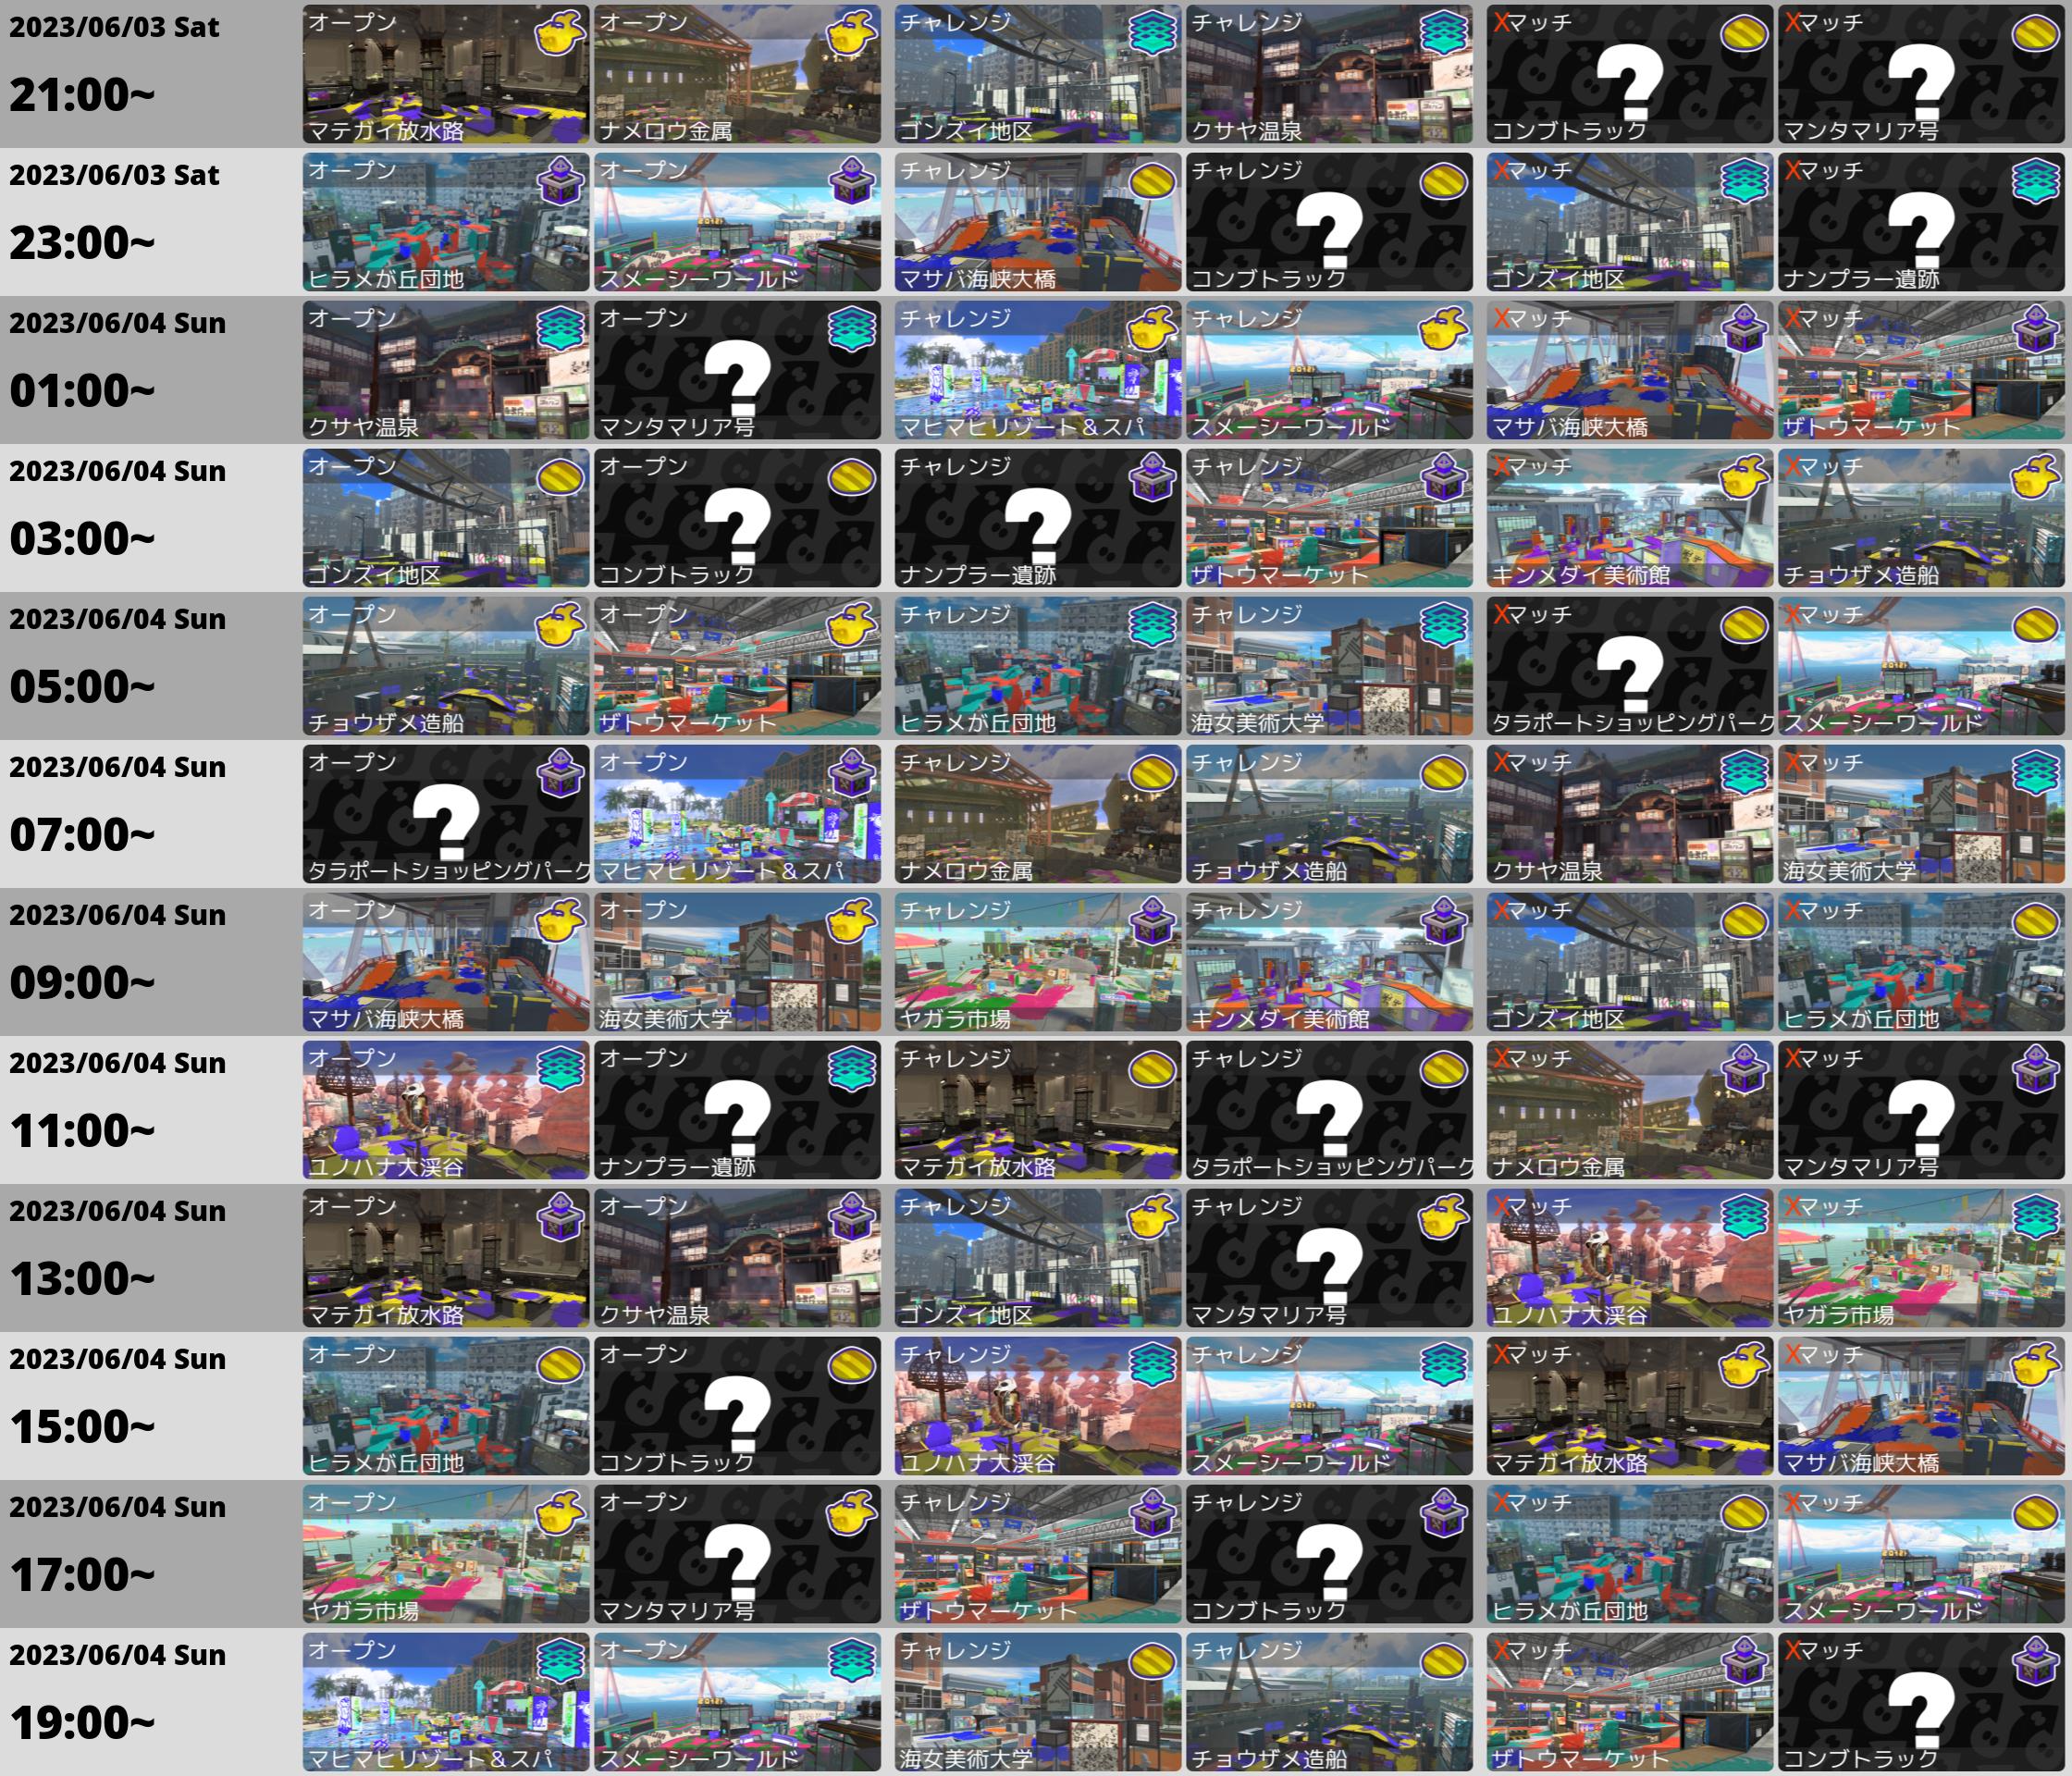 2023/06/03 Sat
21:00~
オープン オープン チャレンジ チャレンジ Xマッチ Xマッチ
マテガイ放水路 ナメロウ金属 ゴンズイ地区 クサヤ温泉 コンブトラック マンタマリア号
2023/06/03 Sat
23:00~
オープン オープン チャレンジ チャレンジ Xマッチ Xマッチ
ヒラメが丘団地 スメーシーワールド マサバ海峡大橋 コンブトラック ゴンズイ地区 ナンプラー遺跡
2023/06/04 Sun
01:00~
オープン オープン チャレンジ チャレンジ Xマッチ Xマッチ
クサヤ温泉 マンタマリア号 マヒマヒリゾート&スパ スメーシーワールド マサバ海峡大橋 ザトウマーケット
2023/06/04 Sun
03:00~
オープン オープン チャレンジ チャレンジ Xマッチ Xマッチ
ゴンズイ地区 コンブトラック ナンプラー遺跡 ザトウマーケット キンメダイ美術館 チョウザメ造船
2023/06/04 Sun
05:00~
オープン オープン チャレンジ チャレンジ Xマッチ Xマッチ
チョウザメ造船 ザトウマーケット ヒラメが丘団地 海女美術大学 タラポートショッピングパーク スメーシーワールド
2023/06/04 Sun
07:00~
オープン オープン チャレンジ チャレンジ Xマッチ Xマッチ
タラポートショッピングパーク マヒマヒリゾート&スパ ナメロウ金属 チョウザメ造船 クサヤ温泉 海女美術大学
2023/06/04 Sun
09:00~
オープン オープン チャレンジ チャレンジ Xマッチ Xマッチ
マサバ海峡大橋 海女美術大学 ヤガラ市場 キンメダイ美術館 ゴンズイ地区 ヒラメが丘団地
2023/06/04 Sun
11:00~
オープン オープン チャレンジ チャレンジ Xマッチ Xマッチ
ユノハナ大渓谷 ナンプラー遺跡 マテガイ放水路 タラポートショッピングパーク ナメロウ金属 マンタマリア号
2023/06/04 Sun
13:00~
オープン オープン チャレンジ チャレンジ Xマッチ Xマッチ
マテガイ放水路 クサヤ温泉 ゴンズイ地区 マンタマリア号 ユノハナ大渓谷 ヤガラ市場
2023/06/04 Sun
15:00~
オープン オープン チャレンジ チャレンジ Xマッチ Xマッチ
ヒラメが丘団地 コンブトラック ユノハナ大渓谷 スメーシーワールド マテガイ放水路 マサバ海峡大橋
2023/06/04 Sun
17:00~
オープン オープン チャレンジ チャレンジ Xマッチ Xマッチ
ヤガラ市場 マンタマリア号 ザトウマーケット コンブトラック ヒラメが丘団地 スメーシーワールド
2023/06/04 Sun
19:00~
オープン オープン チャレンジ チャレンジ Xマッチ Xマッチ
マヒマヒリゾート&スパ スメーシーワールド 海女美術大学 チョウザメ造船 ザトウマーケット コンブトラック